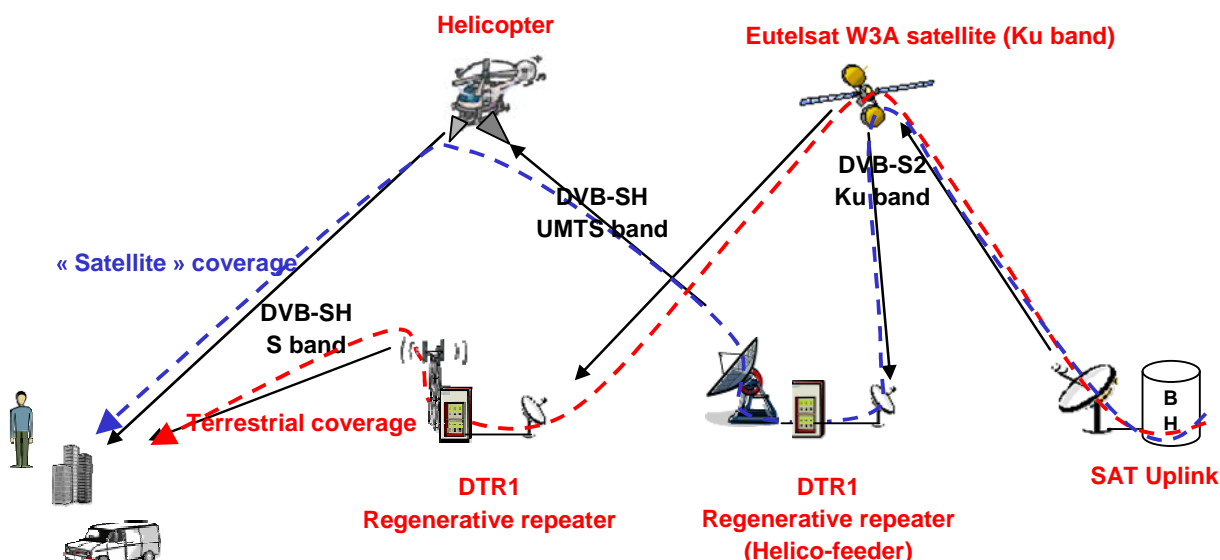 Helicopter
Eutelsat W3A satellite (Ku band)
DVB-S2
Ku band
DVB-SH
UMTS band
« Satellite » coverage
DVB-SH
S band
Terrestrial coverage
B
H
SAT Uplink
DTR1
Regenerative repeater
DTR1
Regenerative repeater
(Helico-feeder)